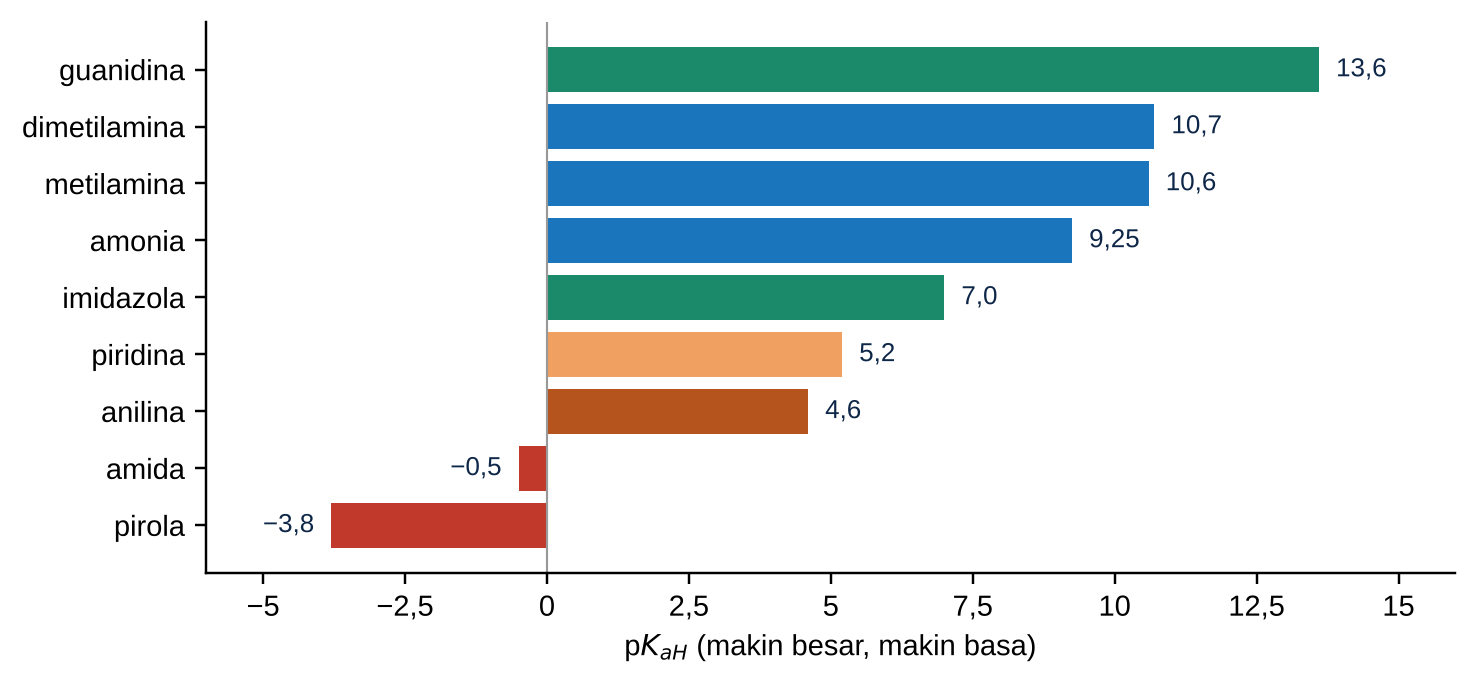 guanidina 13,6
dimetilamina 10,7
metilamina 10,6
amonia 9,25
imidazola 7,0
piridina 5,2
anilina 4,6
amida −0,5
pirola −3,8
−5 −2,5 0 2,5 5 7,5 10 12,5 15
pKaH (makin besar, makin basa)